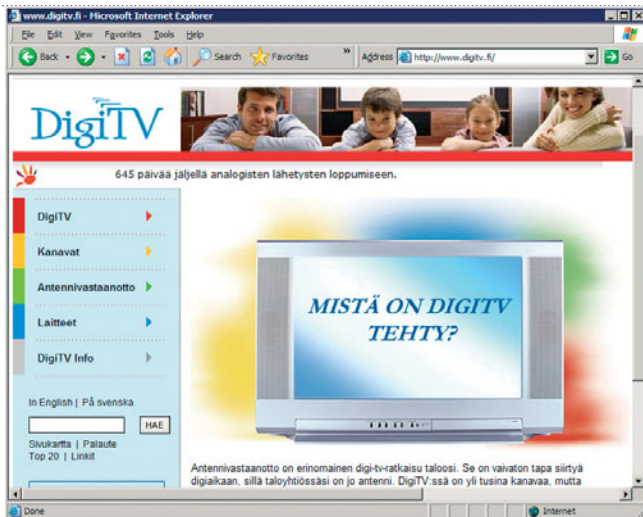 www.digitv.fi - Microsoft Internet Explorer
File Edit View Favorites Tools Help
Back Search Favorites » Address http://www.digitv.fi/ Go
DigiTV
645 päivää jäljellä analogisten lähetysten loppumiseen.
DigiTV
Kanavat
Antennivastaanotto
Laitteet
DigiTV Info
In English | På svenska
HAE
Sivukartta | Palaute
Top 20 | Linkit
MISTÄ ON DIGITV
TEHTY?
Antennivastaanotto on erinomainen digi-tv-ratkaisu taloosi. Se on vaivaton tapa siirtyä
digiaikaan, sillä taloyhtiössäsi on jo antenni. DigiTV:ssä on yli tusina kanavaa, mutta
Done Internet